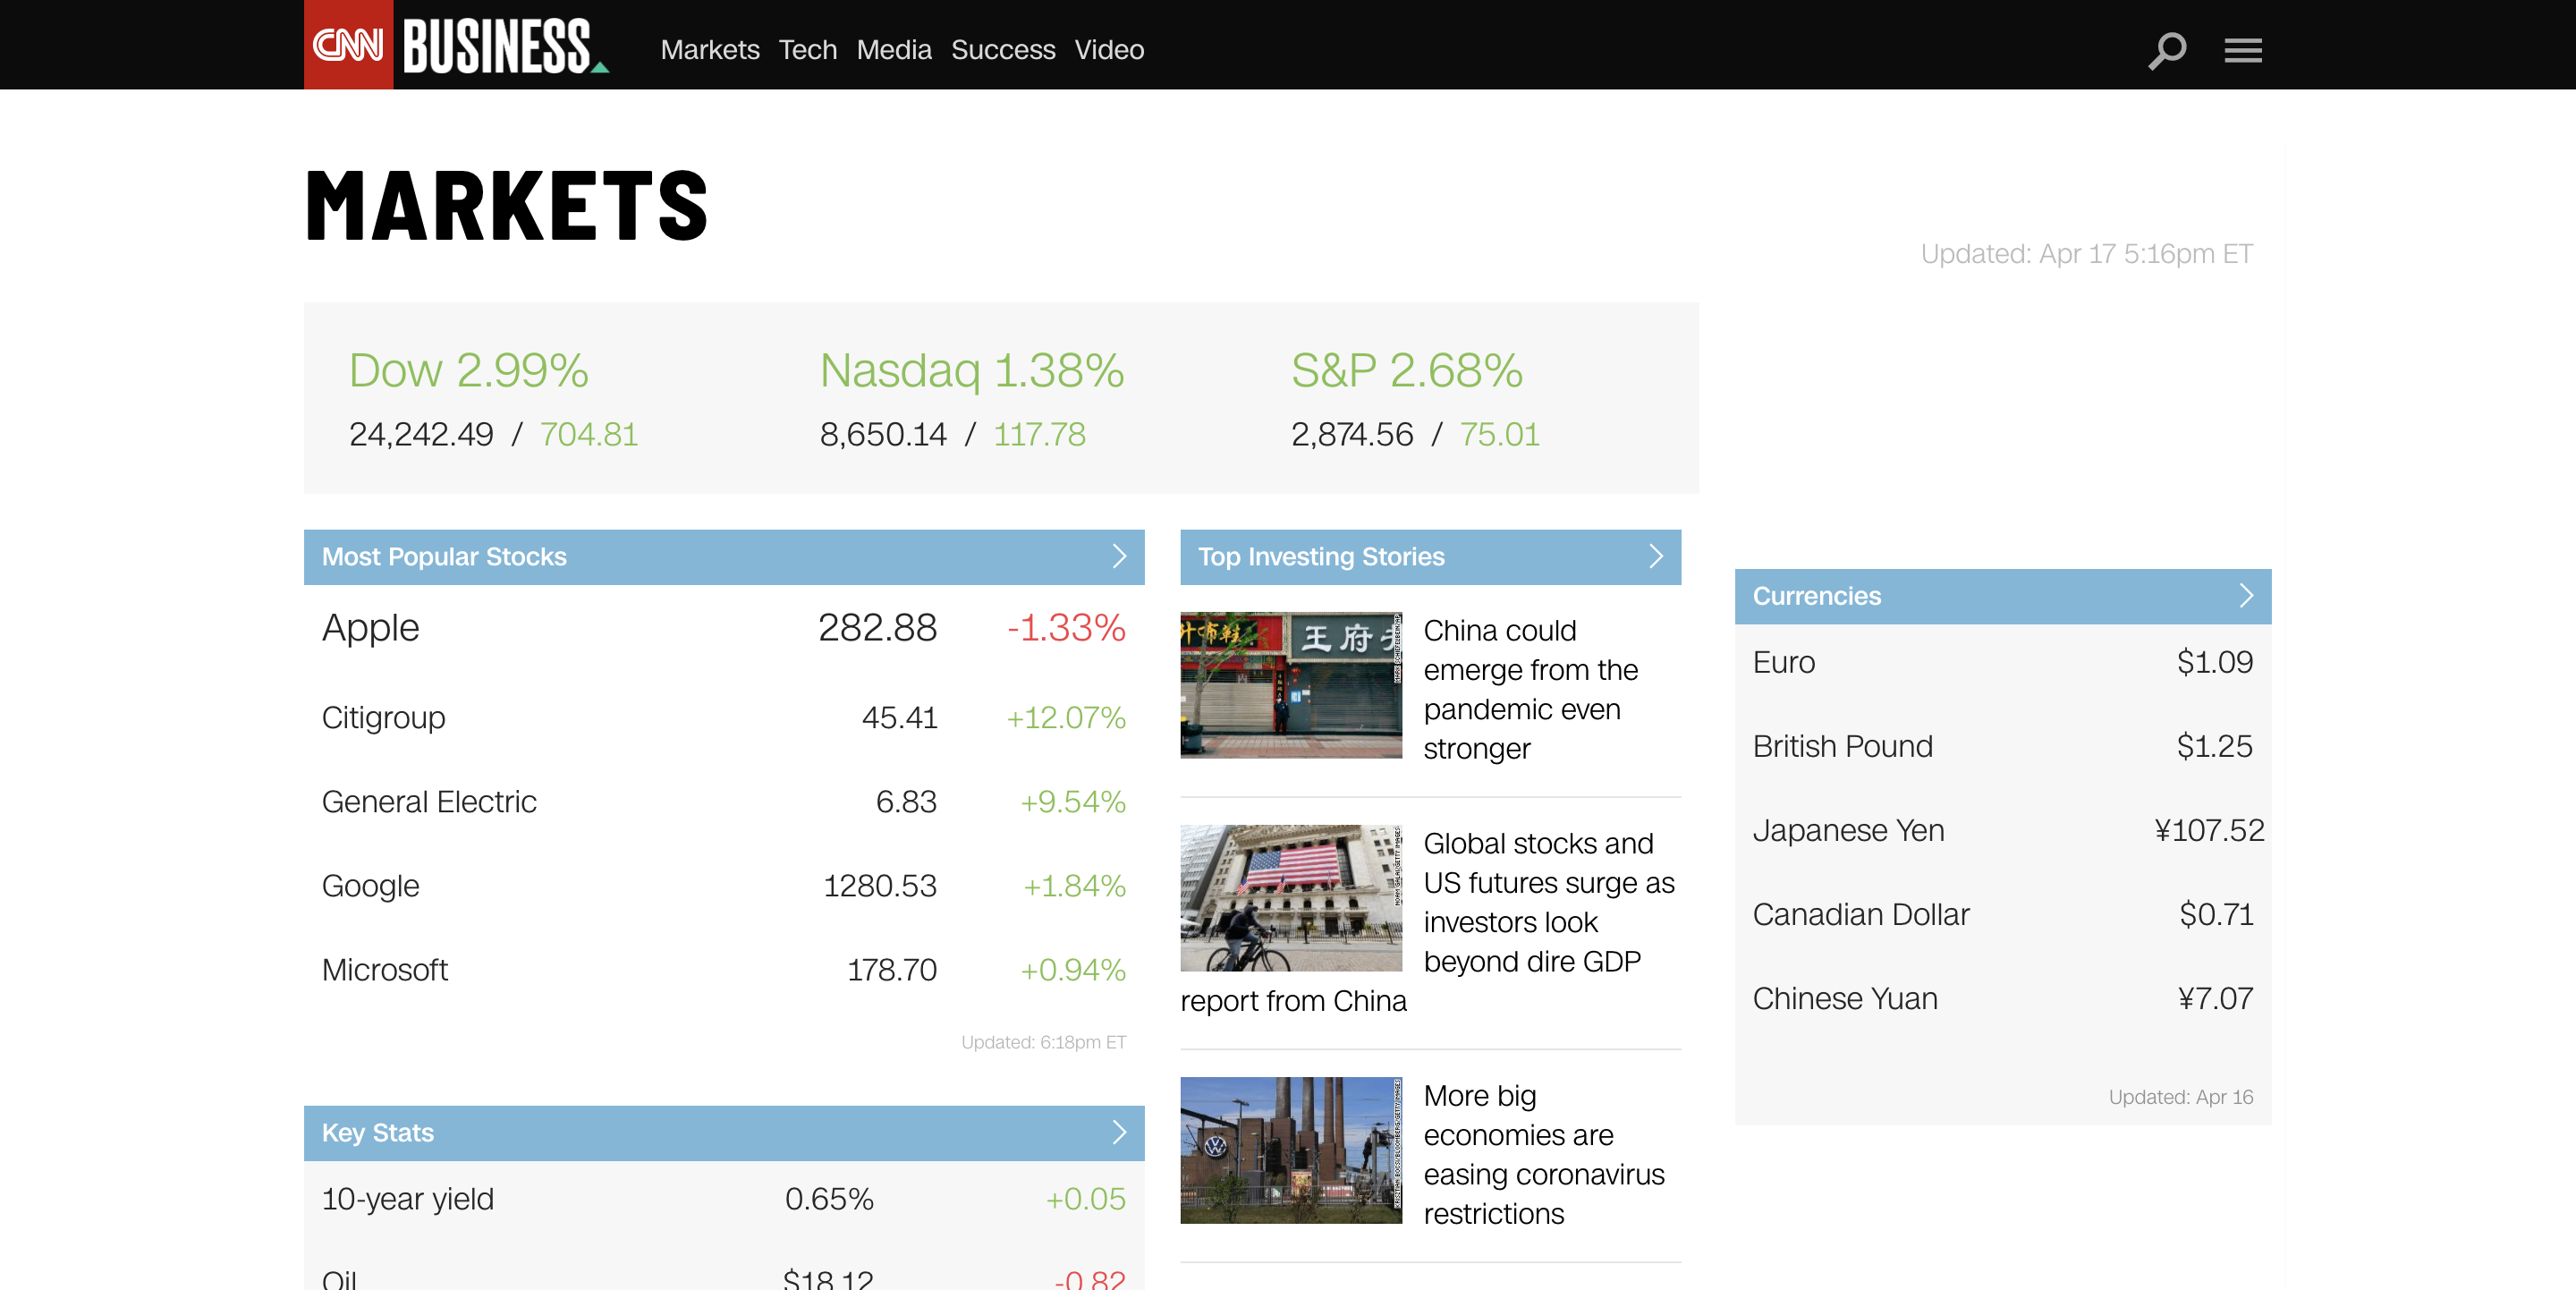 CNN BUSINESS
Markets Tech Media Success Video
MARKETS
Updated: Apr 17 5:16pm ET
Dow 2.99%
24,242.49 / 704.81
Nasdaq 1.38%
8,650.14 / 117.78
S&P 2.68%
2,874.56 / 75.01
Most Popular Stocks
Apple 282.88 -1.33%
Citigroup 45.41 +12.07%
General Electric 6.83 +9.54%
Google 1280.53 +1.84%
Microsoft 178.70 +0.94%
Updated: 6:18pm ET
Key Stats
10-year yield 0.65% +0.05
Oil $18.12 -0.82
Top Investing Stories
王府
China could
emerge from the
pandemic even
stronger
Global stocks and
US futures surge as
investors look
beyond dire GDP
report from China
More big
economies are
easing coronavirus
restrictions
Currencies
Euro $1.09
British Pound $1.25
Japanese Yen ¥107.52
Canadian Dollar $0.71
Chinese Yuan ¥7.07
Updated: Apr 16